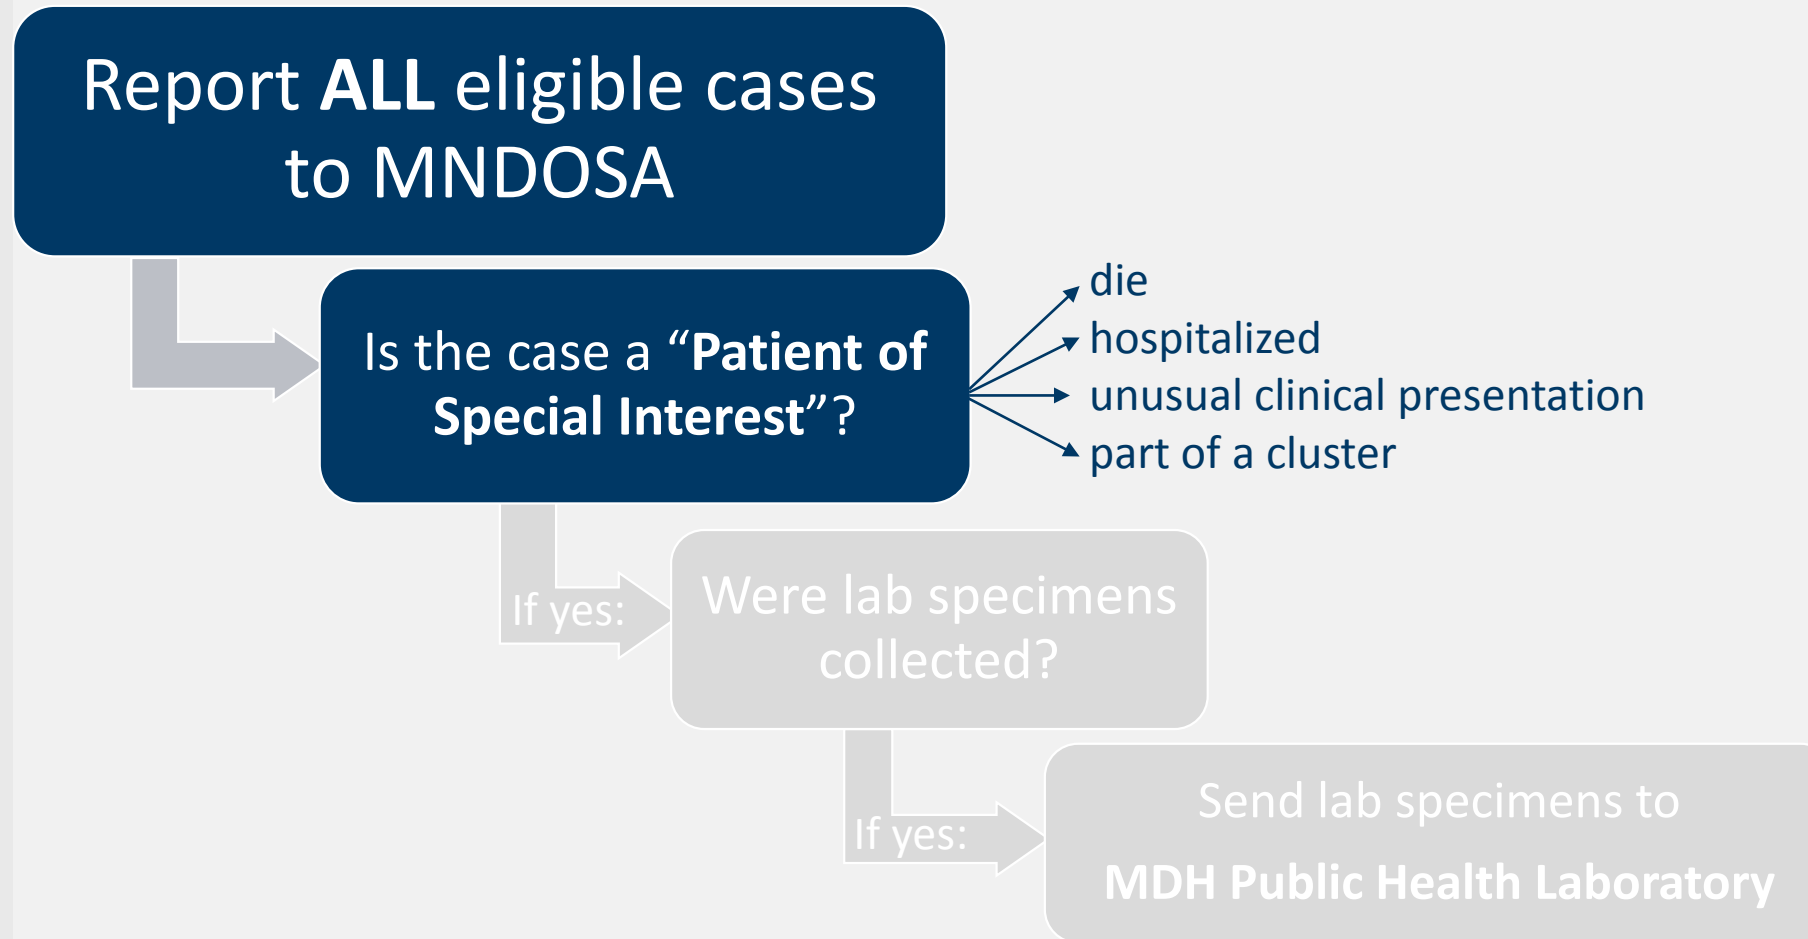 Report ALL eligible cases
to MNDOSA
Is the case a “Patient of
Special Interest”?
die
hospitalized
unusual clinical presentation
part of a cluster
If yes:
Were lab specimens
collected?
If yes:
Send lab specimens to
MDH Public Health Laboratory